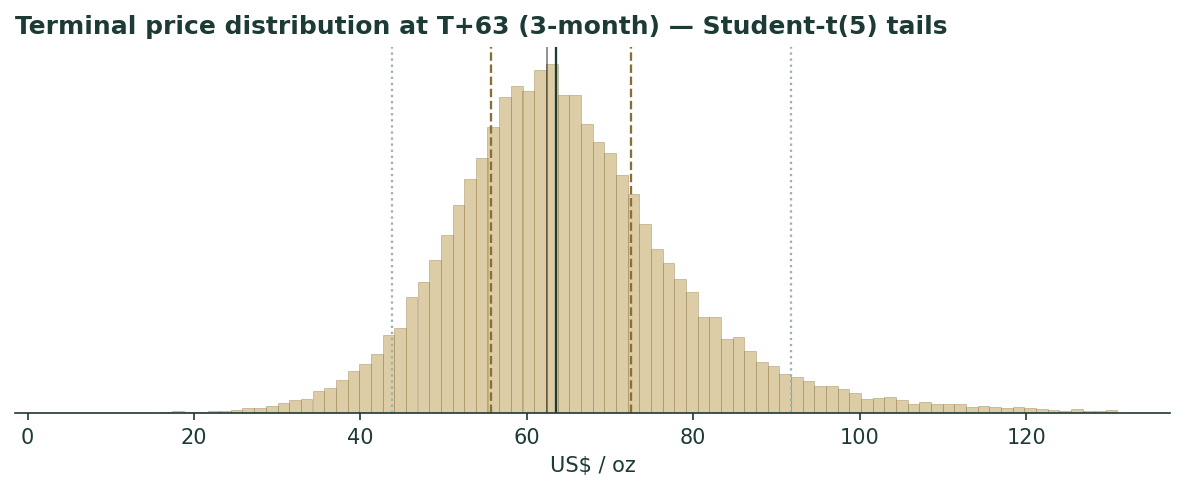 Terminal price distribution at T+63 (3-month) — Student-t(5) tails
0 20 40 60 80 100 120
US$ / oz